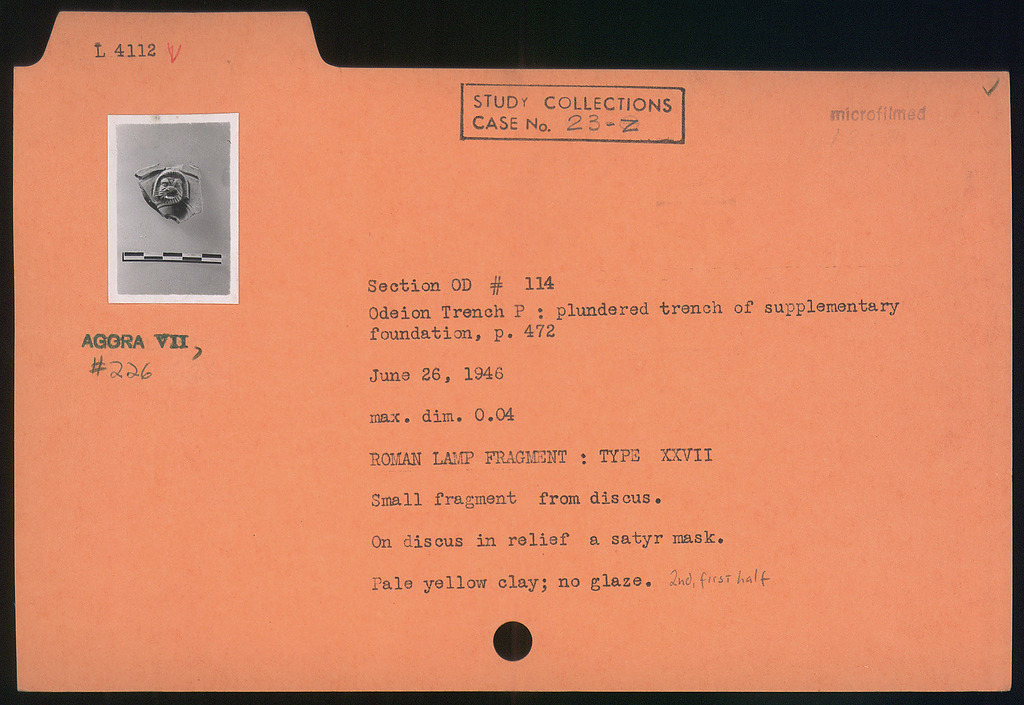 L 4112 V
STUDY COLLECTIONS
CASE No. 23-Z
microfilmed
AGORA VII,
#226
Section OD # 114
Odeion Trench P : plundered trench of supplementary
foundation, p. 472
June 26, 1946
max. dim. 0.04
ROMAN LAMP FRAGMENT : TYPE XXVII
Small fragment from discus.
On discus in relief a satyr mask.
Pale yellow clay; no glaze. 2nd, first half